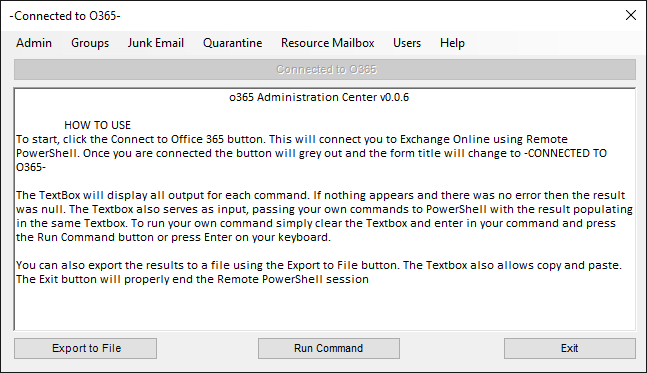 -Connected to O365-
Admin Groups Junk Email Quarantine Resource Mailbox Users Help
Connected to O365
o365 Administration Center v0.0.6
HOW TO USE
To start, click the Connect to Office 365 button. This will connect you to Exchange Online using Remote
PowerShell. Once you are connected the button will grey out and the form title will change to -CONNECTED TO
O365-
The TextBox will display all output for each command. If nothing appears and there was no error then the result
was null. The Textbox also serves as input, passing your own commands to PowerShell with the result populating
in the same Textbox. To run your own command simply clear the Textbox and enter in your command and press
the Run Command button or press Enter on your keyboard.
You can also export the results to a file using the Export to File button. The Textbox also allows copy and paste.
The Exit button will properly end the Remote PowerShell session
Export to File Run Command Exit